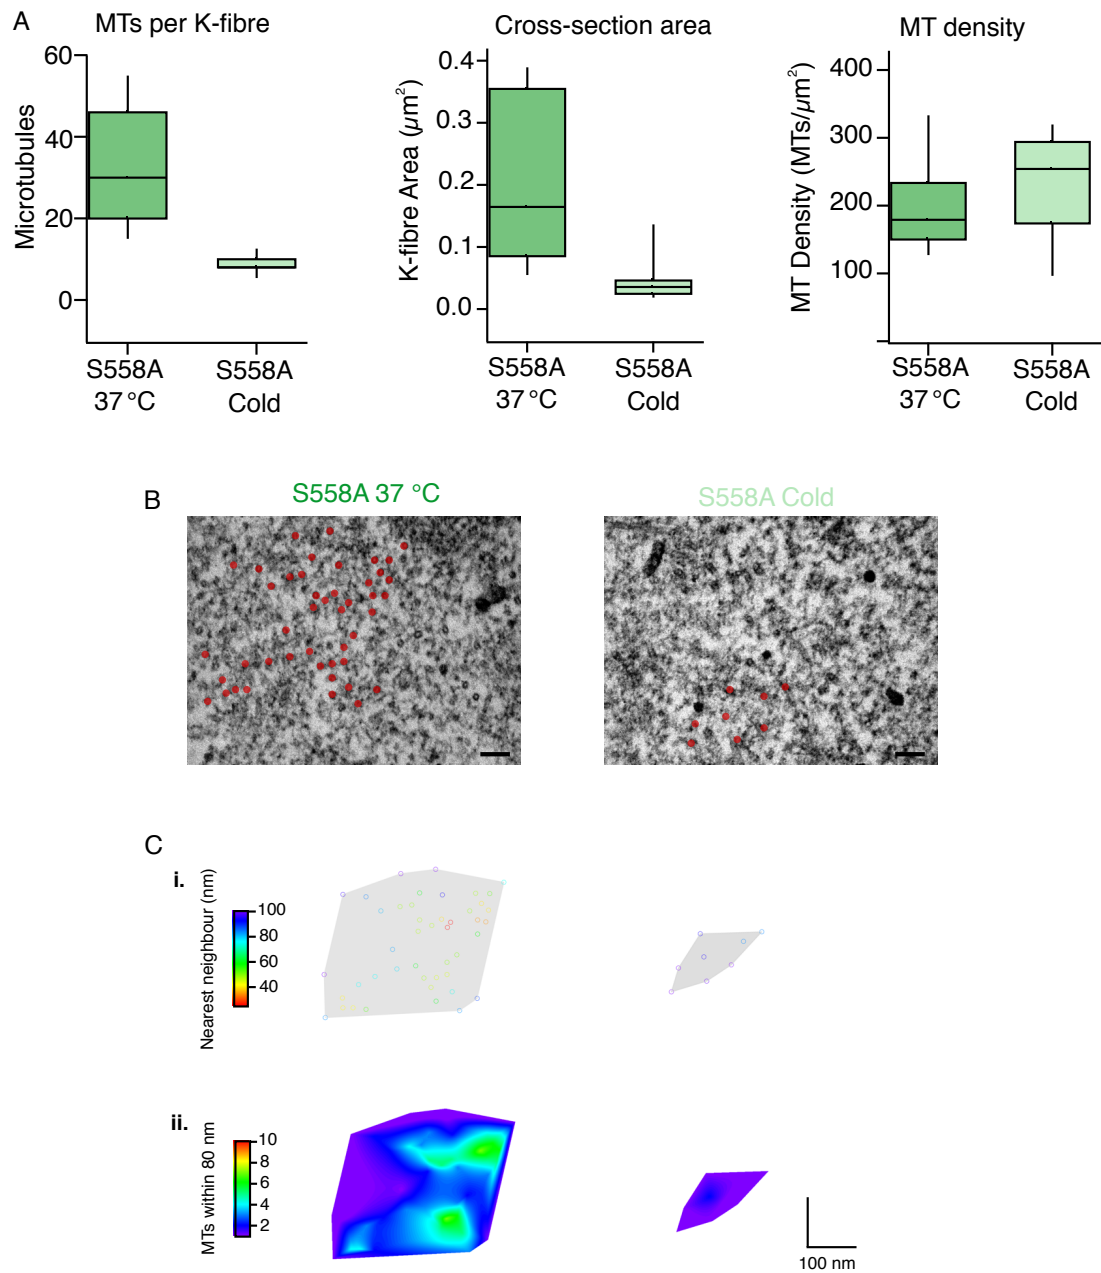 A
MTs per K-fibre
Microtubules
60
40
20
0
S558A
37 °C
S558A
Cold
Cross-section area
K-fibre Area (µm²)
0.4
0.3
0.2
0.1
0.0
S558A
37 °C
S558A
Cold
MT density
MT Density (MTs/µm²)
400
300
200
100
S558A
37 °C
S558A
Cold
B
S558A 37 °C
S558A Cold
C
i.
Nearest neighbour (nm)
100
80
60
40
ii.
MTs within 80 nm
10
8
6
4
2
100 nm